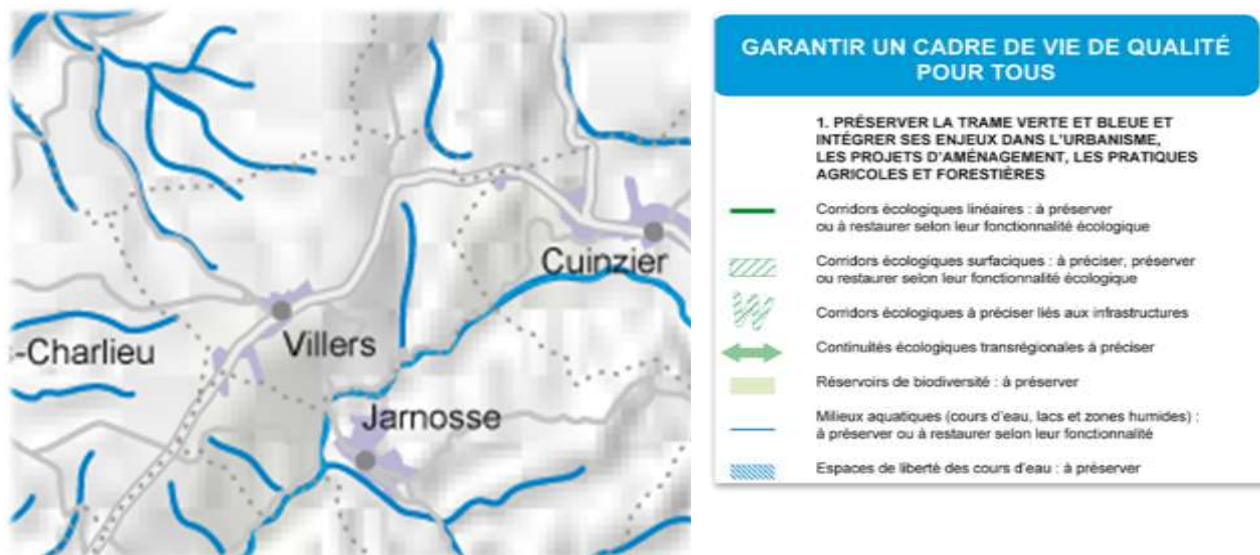 Cuinzier
Villers
-Charlieu
Jarnosse
GARANTIR UN CADRE DE VIE DE QUALITÉ
POUR TOUS
1. PRÉSERVER LA TRAME VERTE ET BLEUE ET
INTÉGRER SES ENJEUX DANS L'URBANISME,
LES PROJETS D'AMÉNAGEMENT, LES PRATIQUES
AGRICOLES ET FORESTIÈRES
Corridors écologiques linéaires : à préserver
ou à restaurer selon leur fonctionnalité écologique
Corridors écologiques surfaciques : à préciser, préserver
ou restaurer selon leur fonctionnalité écologique
Corridors écologiques à préciser liés aux infrastructures
Continuités écologiques transrégionales à préciser
Réservoirs de biodiversité : à préserver
Milieux aquatiques (cours d'eau, lacs et zones humides) :
à préserver ou à restaurer selon leur fonctionnalité
Espaces de liberté des cours d'eau : à préserver